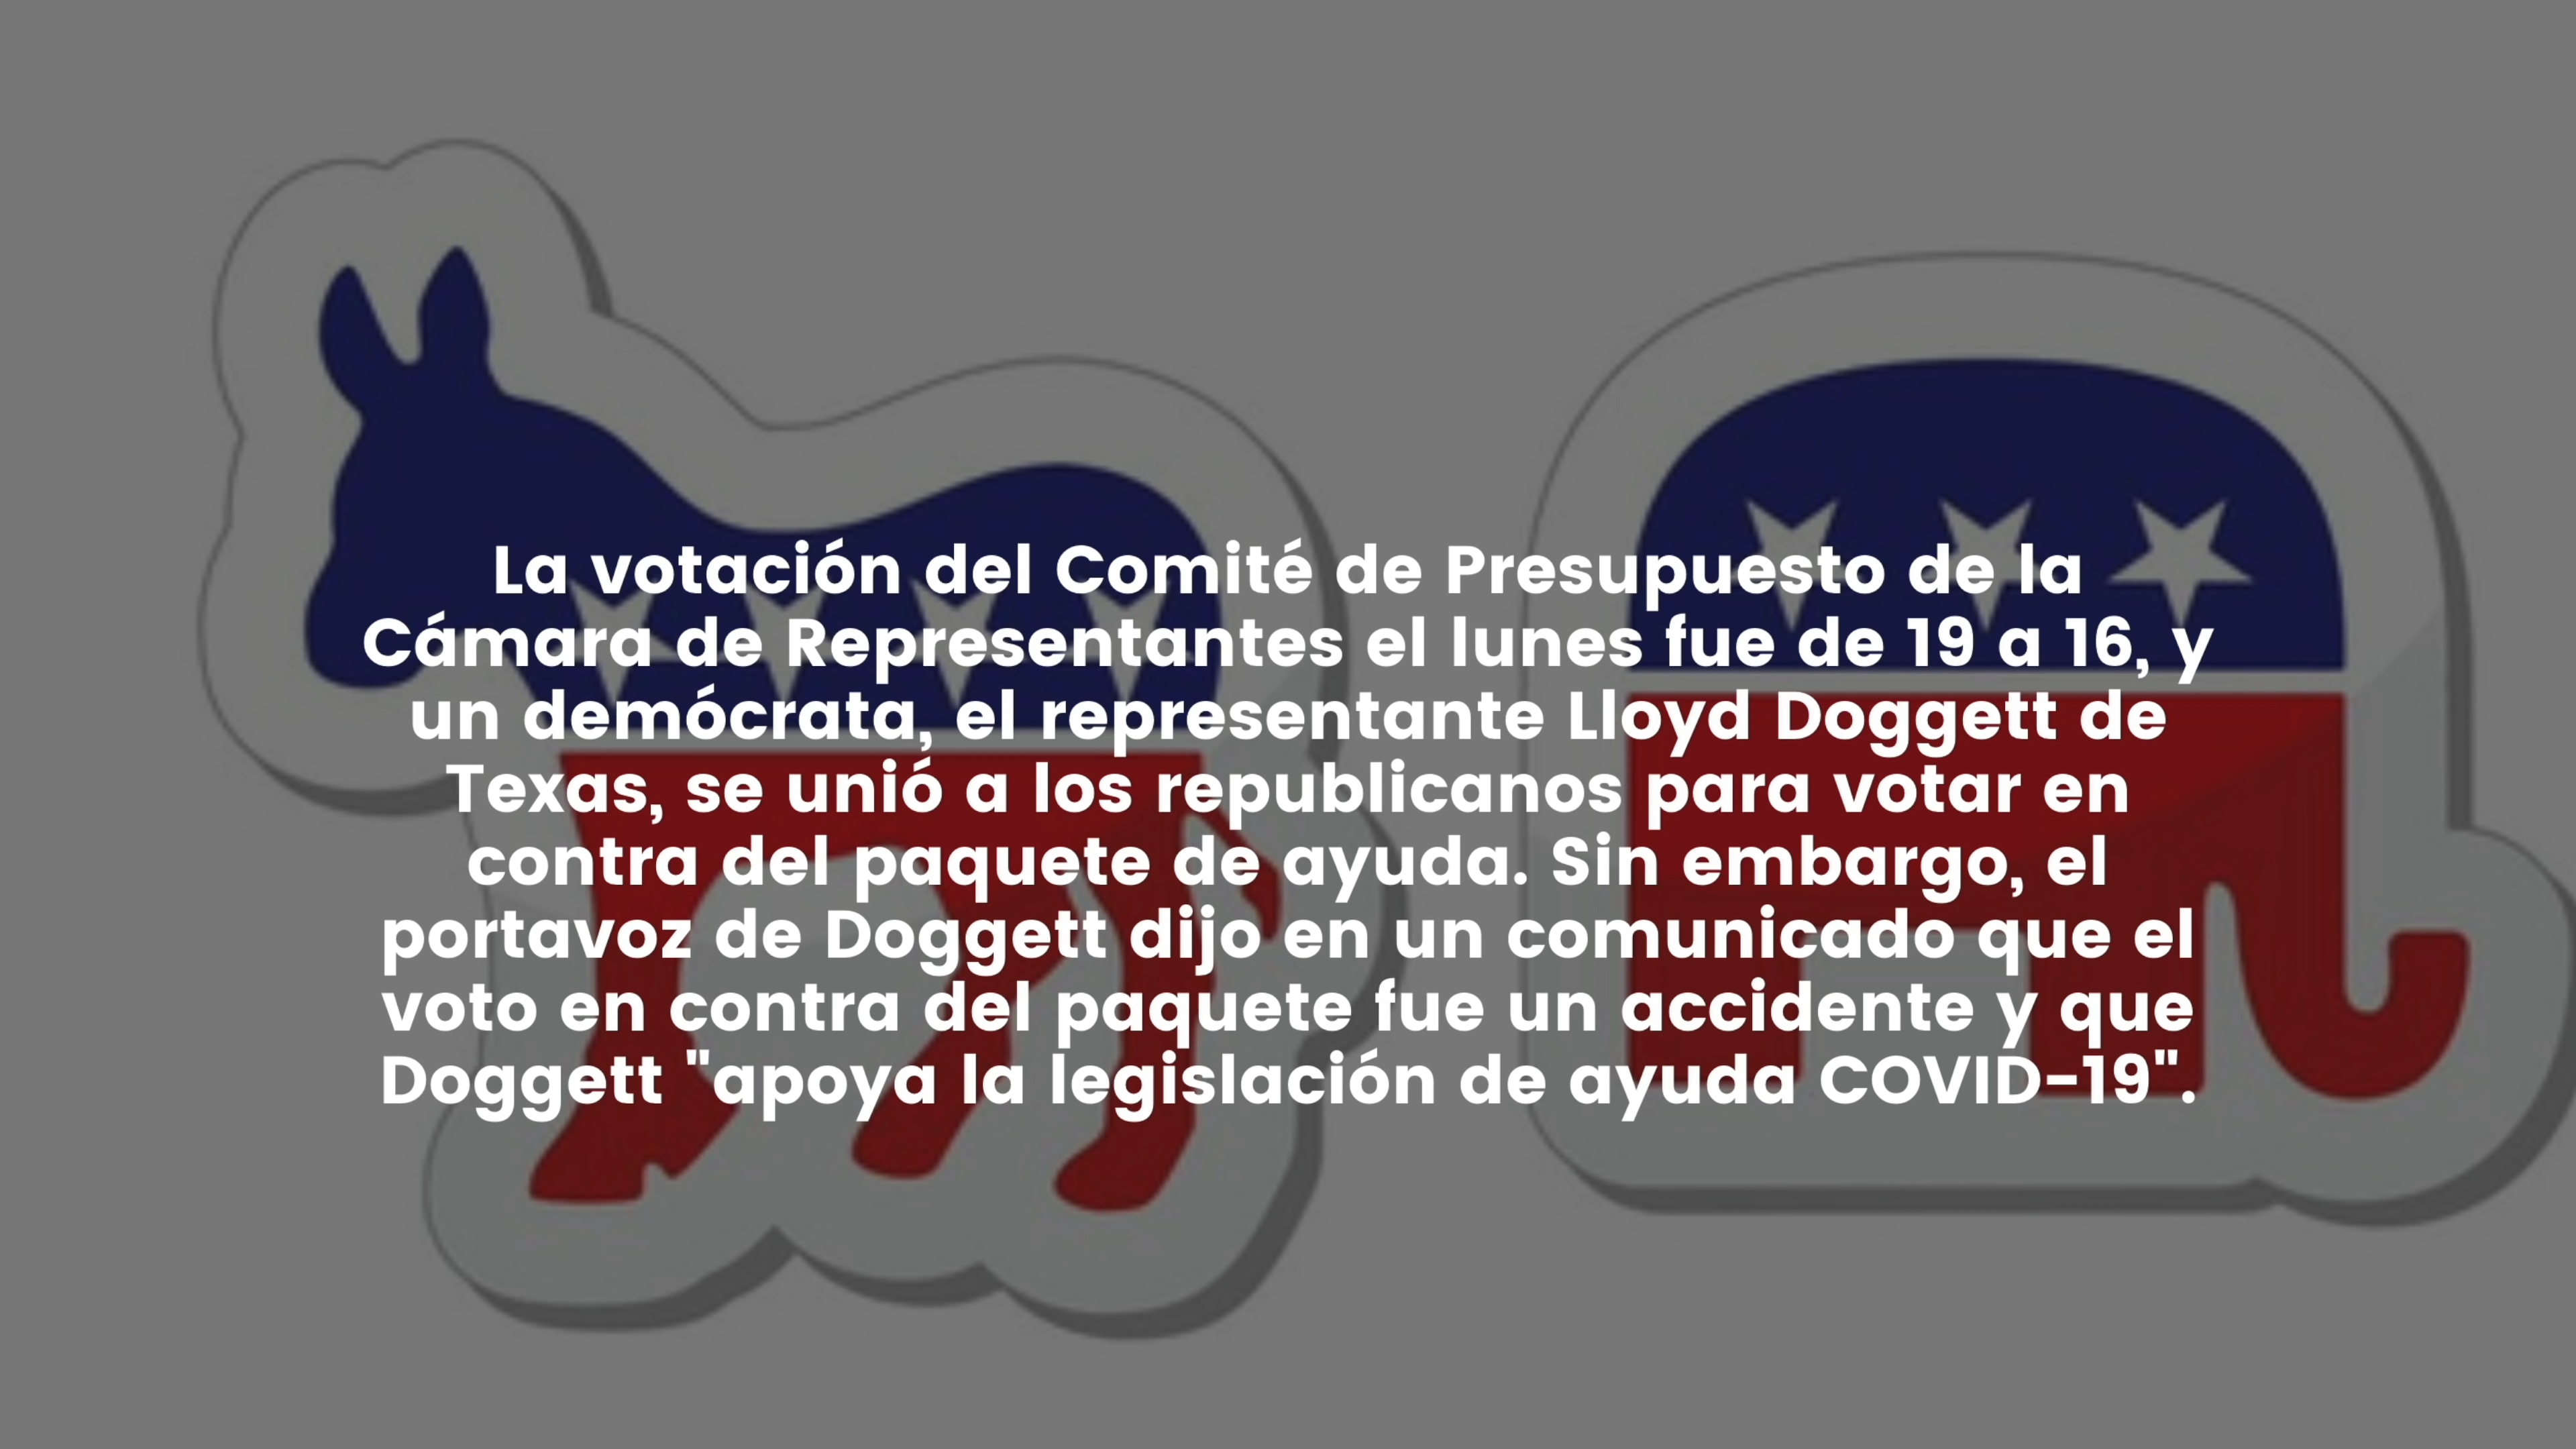 La votación del Comité de Presupuesto de la
Cámara de Representantes el lunes fue de 19 a 16, y
un demócrata, el representante Lloyd Doggett de
Texas, se unió a los republicanos para votar en
contra del paquete de ayuda. Sin embargo, el
portavoz de Doggett dijo en un comunicado que el
voto en contra del paquete fue un accidente y que
Doggett "apoya la legislación de ayuda COVID-19".